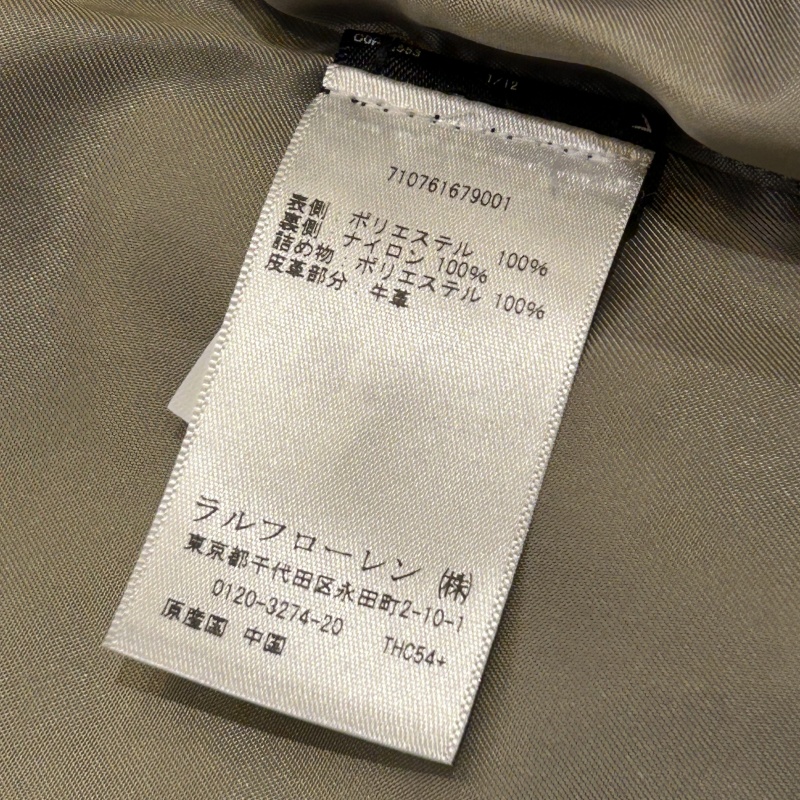 1/12
710761679001
表側 ポリエステル 100%
裏側 ナイロン 100%
詰め物 ポリエステル 100%
皮革部分 牛革
ラルフローレン㈱
東京都千代田区永田町2-10-1
0120-3274-20
原産国 中国 THC54+